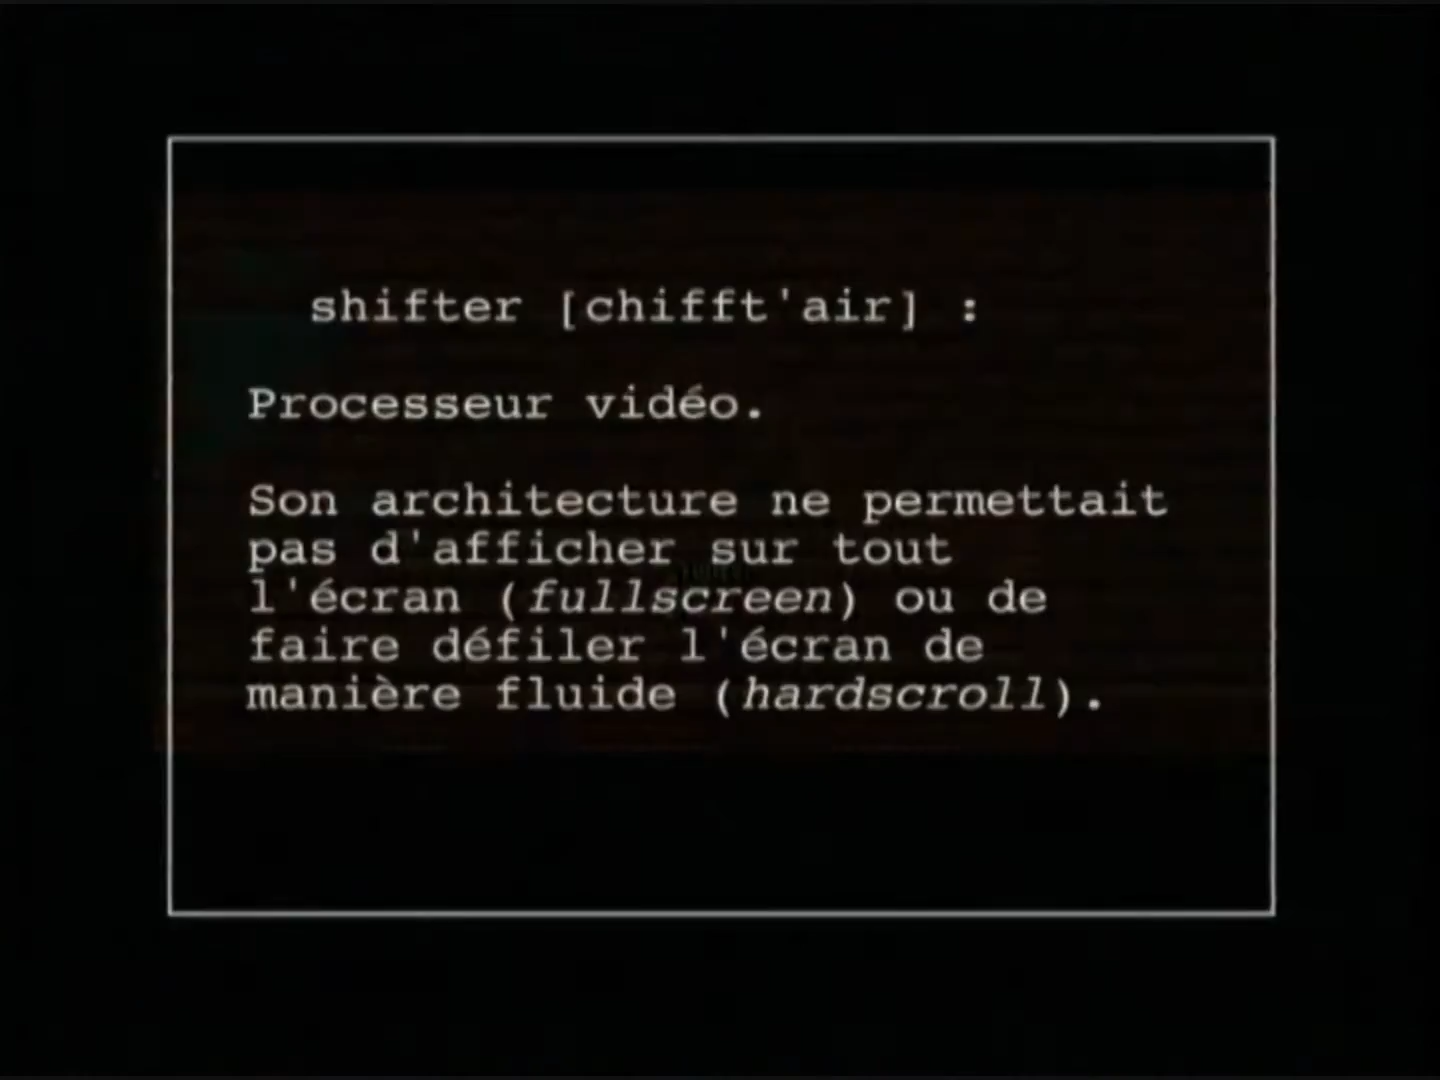 shifter [chifft'air] :
Processeur vidéo.
Son architecture ne permettait
pas d'afficher sur tout
l'écran (fullscreen) ou de
faire défiler l'écran de
manière fluide (hardscroll).